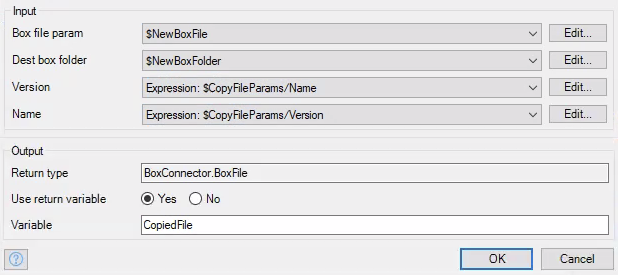 Input
Box file param $NewBoxFile Edit...
Dest box folder $NewBoxFolder Edit...
Version Expression: $CopyFileParams/Name Edit...
Name Expression: $CopyFileParams/Version Edit...
Output
Return type BoxConnector.BoxFile
Use return variable Yes No
Variable CopiedFile
? OK Cancel